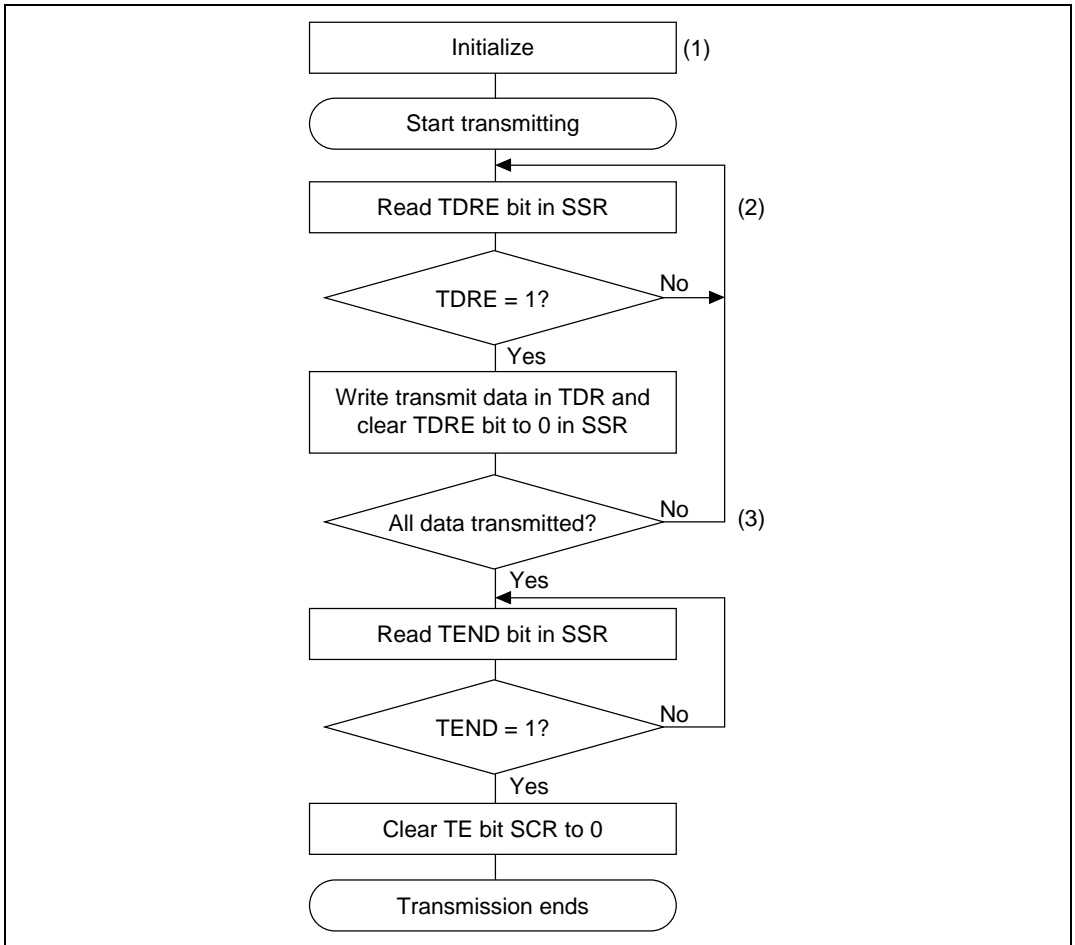 Initialize
(1)
Start transmitting
Read TDRE bit in SSR
(2)
TDRE = 1?
No
Yes
Write transmit data in TDR and
clear TDRE bit to 0 in SSR
All data transmitted?
No
(3)
Yes
Read TEND bit in SSR
TEND = 1?
No
Yes
Clear TE bit SCR to 0
Transmission ends